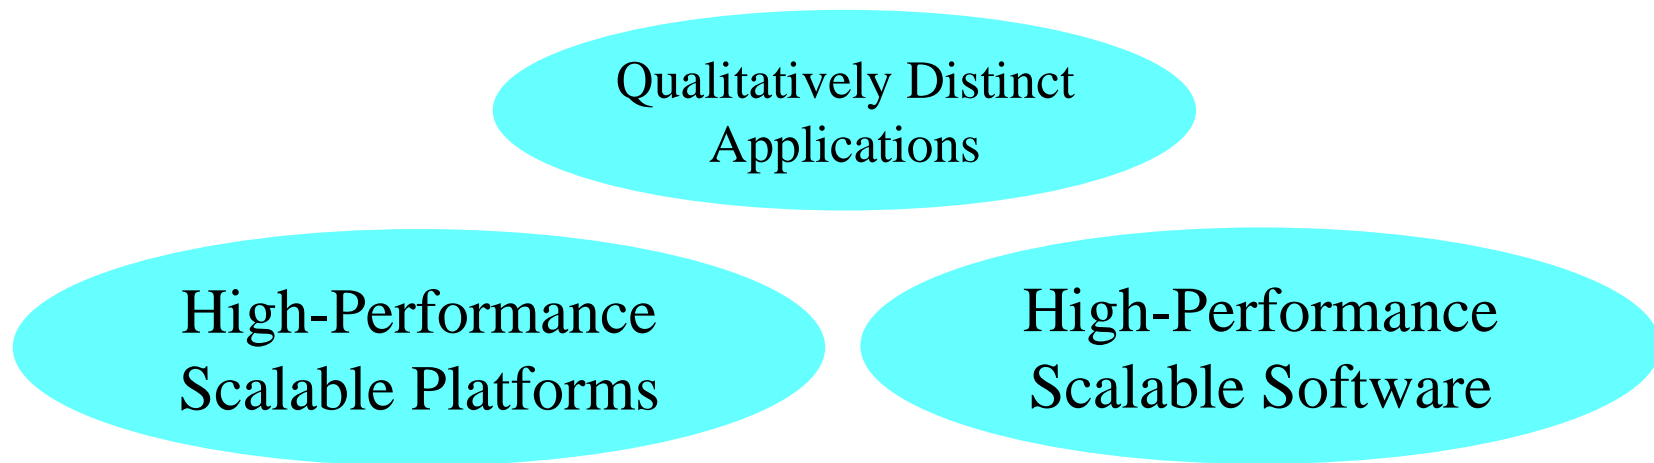 Qualitatively Distinct
Applications
High-Performance
Scalable Platforms
High-Performance
Scalable Software